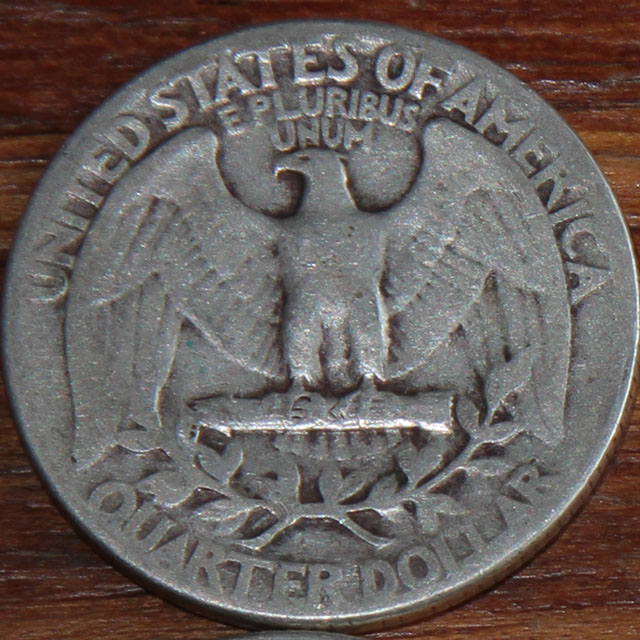 UNITED STATES OF AMERICA
E PLURIBUS
UNUM
QUARTER DOLLAR